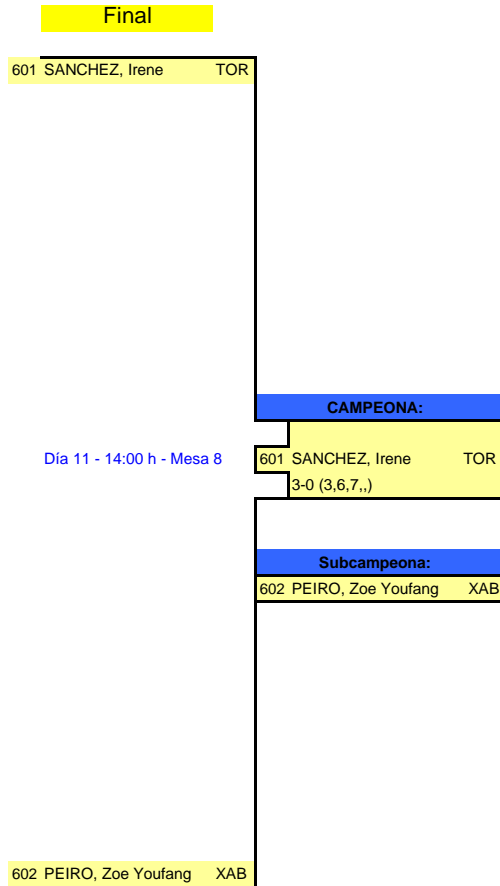 Final
601 SANCHEZ, Irene TOR
CAMPEONA:
Día 11 - 14:00 h - Mesa 8 601 SANCHEZ, Irene TOR
3-0 (3,6,7,,)
Subcampeona:
602 PEIRO, Zoe Youfang XAB
602 PEIRO, Zoe Youfang XAB